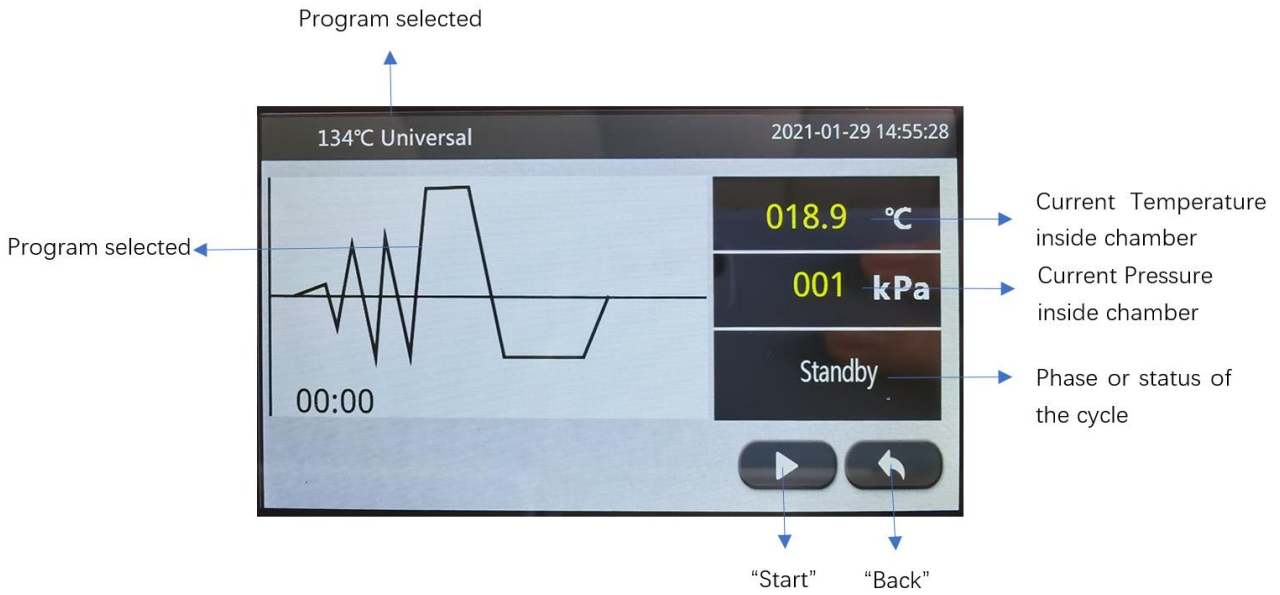 Program selected
134℃ Universal
2021-01-29 14:55:28
018.9 ℃
Current Temperature
inside chamber
Program selected
001 kPa
Current Pressure
inside chamber
Standby
Phase or status of
the cycle
00:00
“Start”
“Back”